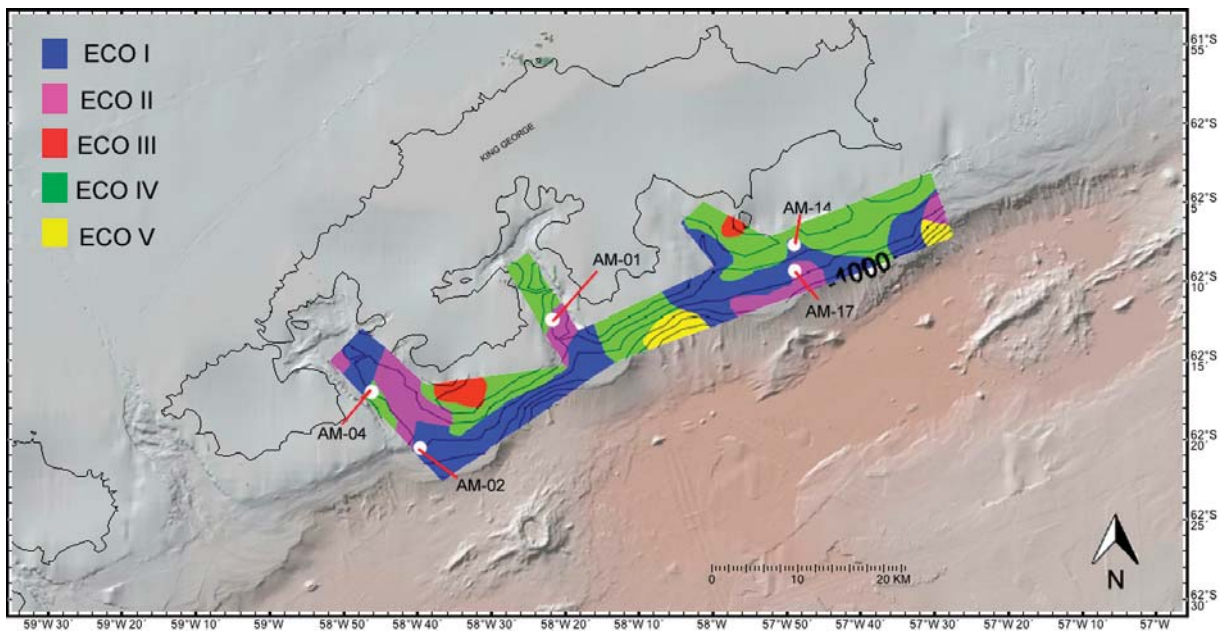 ECO I
ECO II
ECO III
ECO IV
ECO V
KING GEORGE
AM-14
AM-01
AM-17
AM-04
AM-02
-1000
0 10 20 KM
N
61°S
55'
62°S
62°S
5'
62°S
10'
62°S
15'
62°S
20'
62°S
25'
62°S
30'
59°W 30' 59°W 20' 59°W 10' 59°W 58°W 50' 58°W 40' 58°W 30' 58°W 20' 58°W 10' 58°W 57°W 50' 57°W 40' 57°W 30' 57°W 20' 57°W 10' 57°W